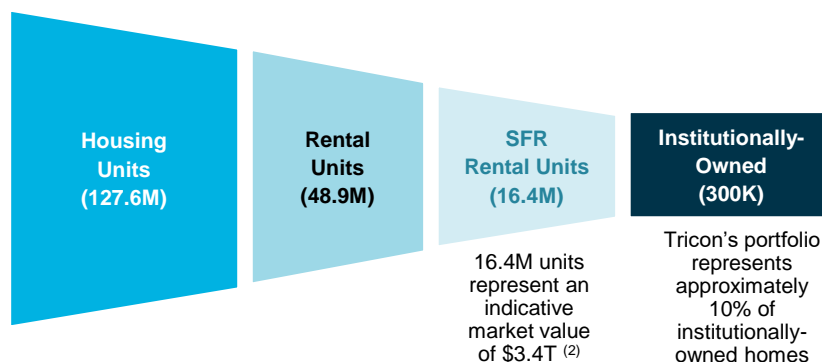 Housing
Units
(127.6M)
Rental
Units
(48.9M)
SFR
Rental Units
(16.4M)
Institutionally-
Owned
(300K)
16.4M units
represent an
indicative
market value
of $3.4T (2)
Tricon's portfolio
represents
approximately
10% of
institutionally-
owned homes